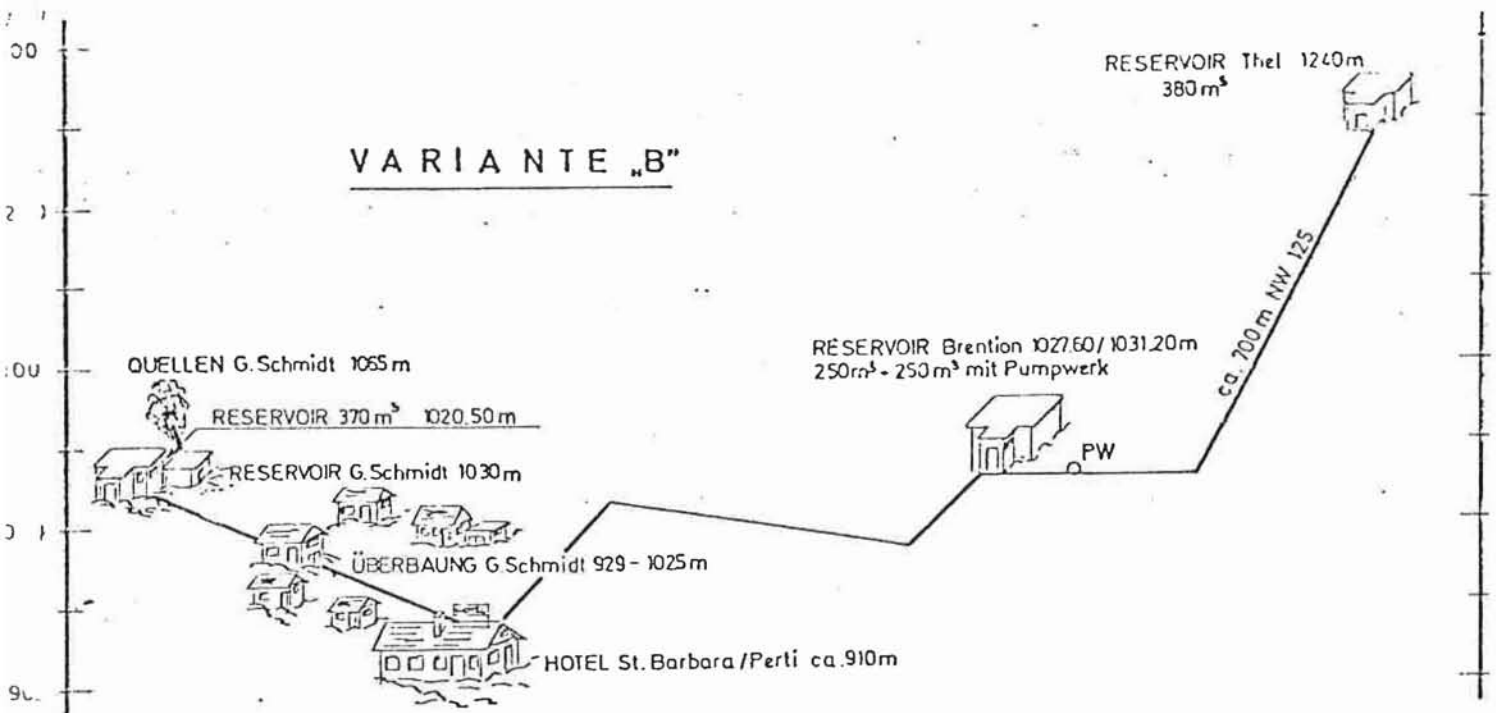 RESERVOIR Thel 1240m
380m³
VARIANTE „B”
ca. 700m NW 125
RESERVOIR Brention 1027.60/1031.20m
250m³ - 250m³ mit Pumpwerk
PW
QUELLEN G.Schmidt 1065m
RESERVOIR 370m³ 1020.50m
RESERVOIR G.Schmidt 1030m
ÜBERBAUNG G.Schmidt 929 - 1025m
HOTEL St.Barbara/Perti ca.910m